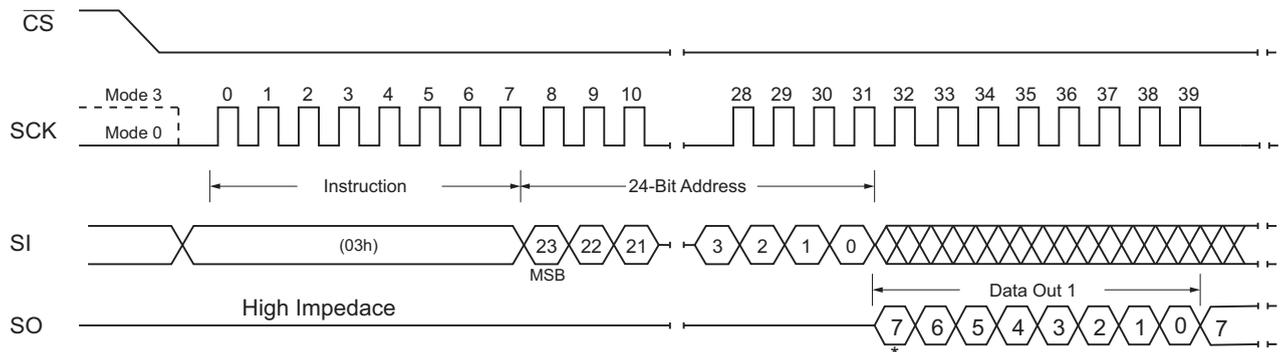 CS
Mode 3
0 1 2 3 4 5 6 7 8 9 10 28 29 30 31 32 33 34 35 36 37 38 39
SCK
Mode 0
Instruction 24-Bit Address
SI (03h) 23 22 21 3 2 1 0
MSB
Data Out 1
High Impedace
SO 7 6 5 4 3 2 1 0 7
*